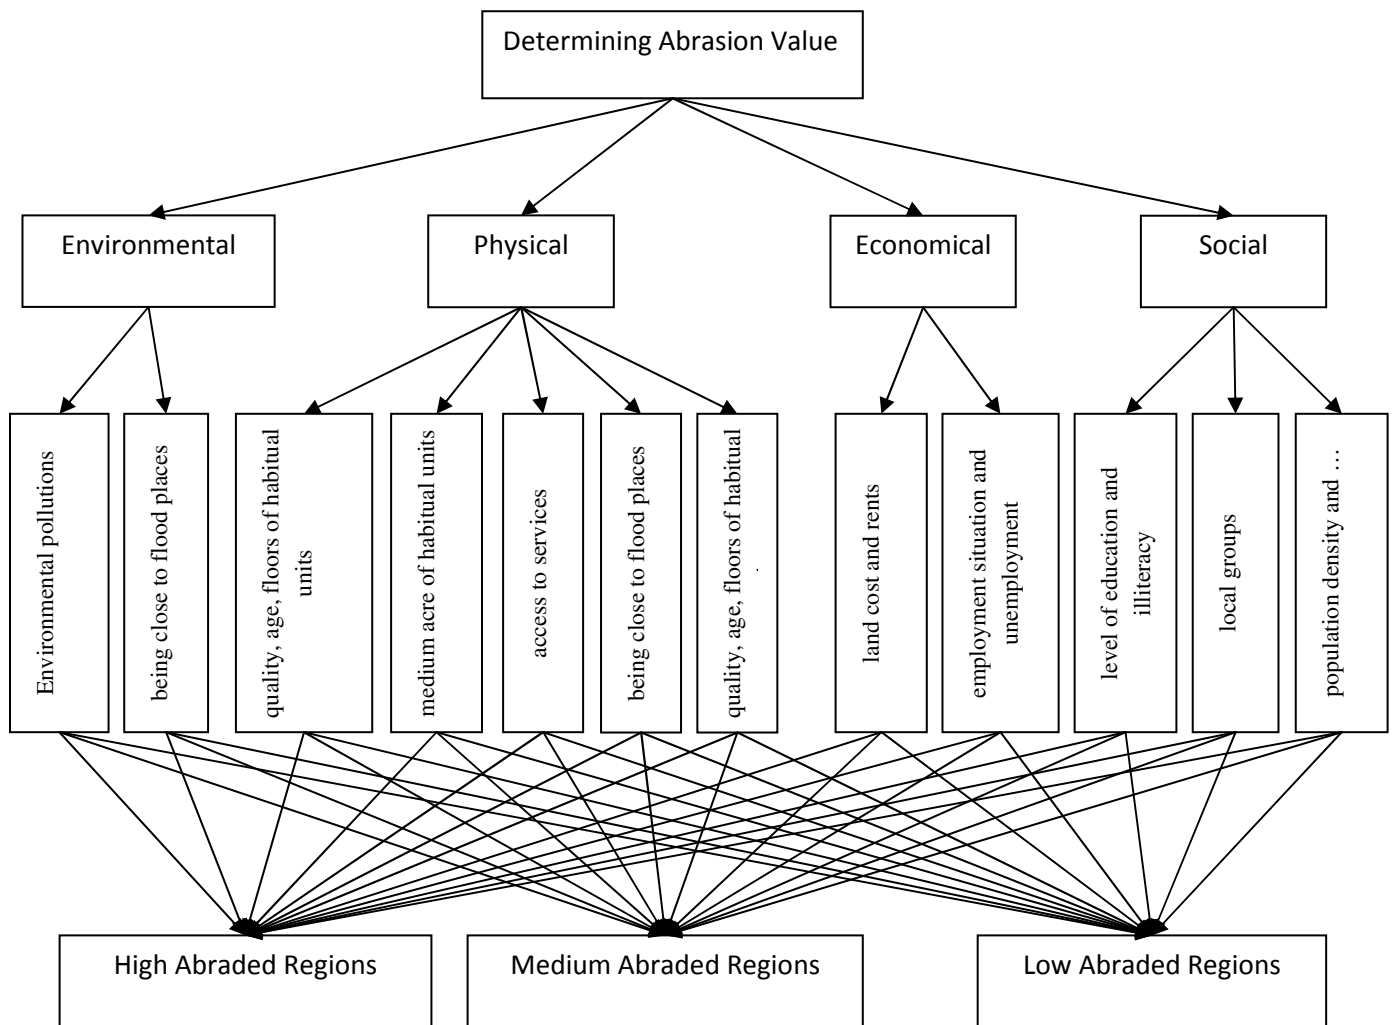 Determining Abrasion Value
Environmental
Physical
Economical
Social
Environmental pollutions
being close to flood places
quality, age, floors of habitual
units
medium acre of habitual units
access to services
being close to flood places
quality, age, floors of habitual
land cost and rents
employment situation and
unemployment
level of education and
illiteracy
local groups
population density and …
High Abraded Regions
Medium Abraded Regions
Low Abraded Regions